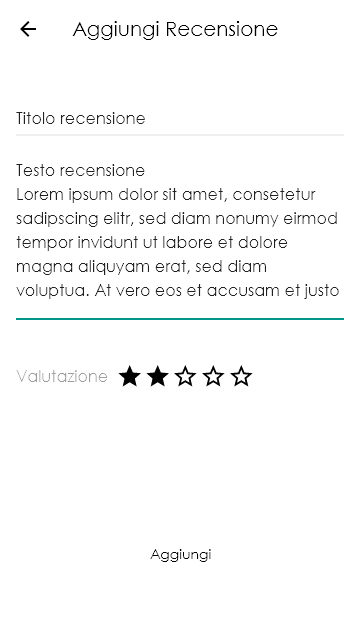 Aggiungi Recensione
Titolo recensione
Testo recensione
Lorem ipsum dolor sit amet, consetetur
sadipscing elitr, sed diam nonumy eirmod
tempor invidunt ut labore et dolore
magna aliquyam erat, sed diam
voluptua. At vero eos et accusam et justo
Valutazione
Aggiungi